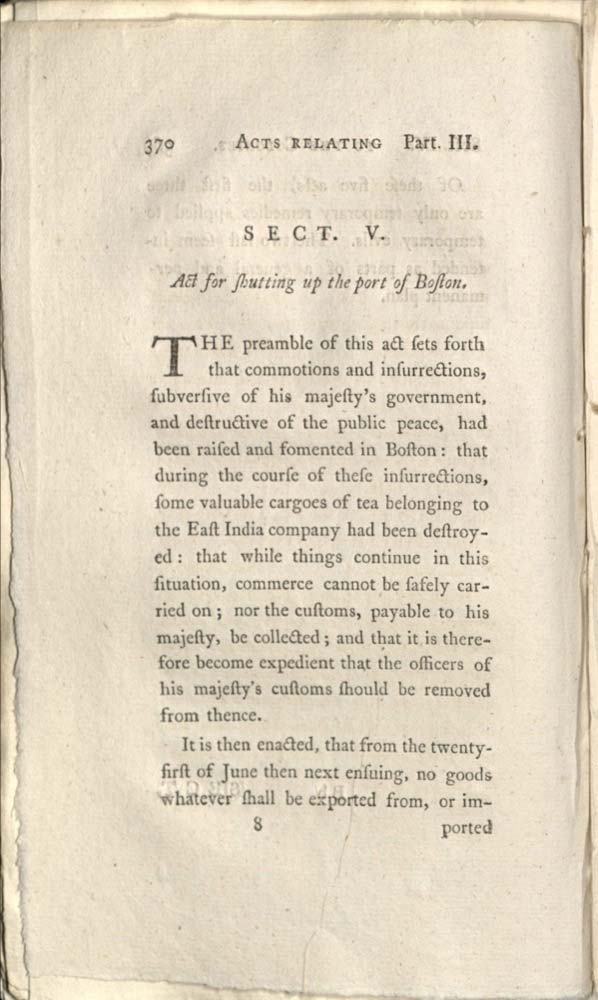 370 ACTS RELATING Part. III.
SECT. V.
Act for ſhutting up the port of Boſton.
THE preamble of this act ſets forth
that commotions and inſurrections,
ſubverſive of his majeſty's government,
and deſtructive of the public peace, had
been raiſed and fomented in Boſton: that
during the courſe of theſe inſurrections,
ſome valuable cargoes of tea belonging to
the Eaſt India company had been deſtroy-
ed: that while things continue in this
ſituation, commerce cannot be ſafely car-
ried on; nor the cuſtoms, payable to his
majeſty, be collected; and that it is there-
fore become expedient that the officers of
his majeſty's cuſtoms ſhould be removed
from thence.
It is then enacted, that from the twenty-
firſt of June then next enſuing, no goods
whatever ſhall be exported from, or im-
8 ported